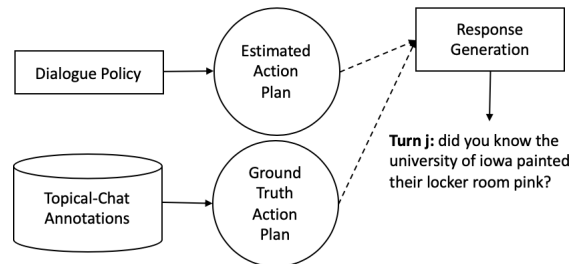 Dialogue Policy
Estimated
Action
Plan
Response
Generation
Topical-Chat
Annotations
Ground
Truth
Action
Plan
Turn j: did you know the
university of iowa painted
their locker room pink?